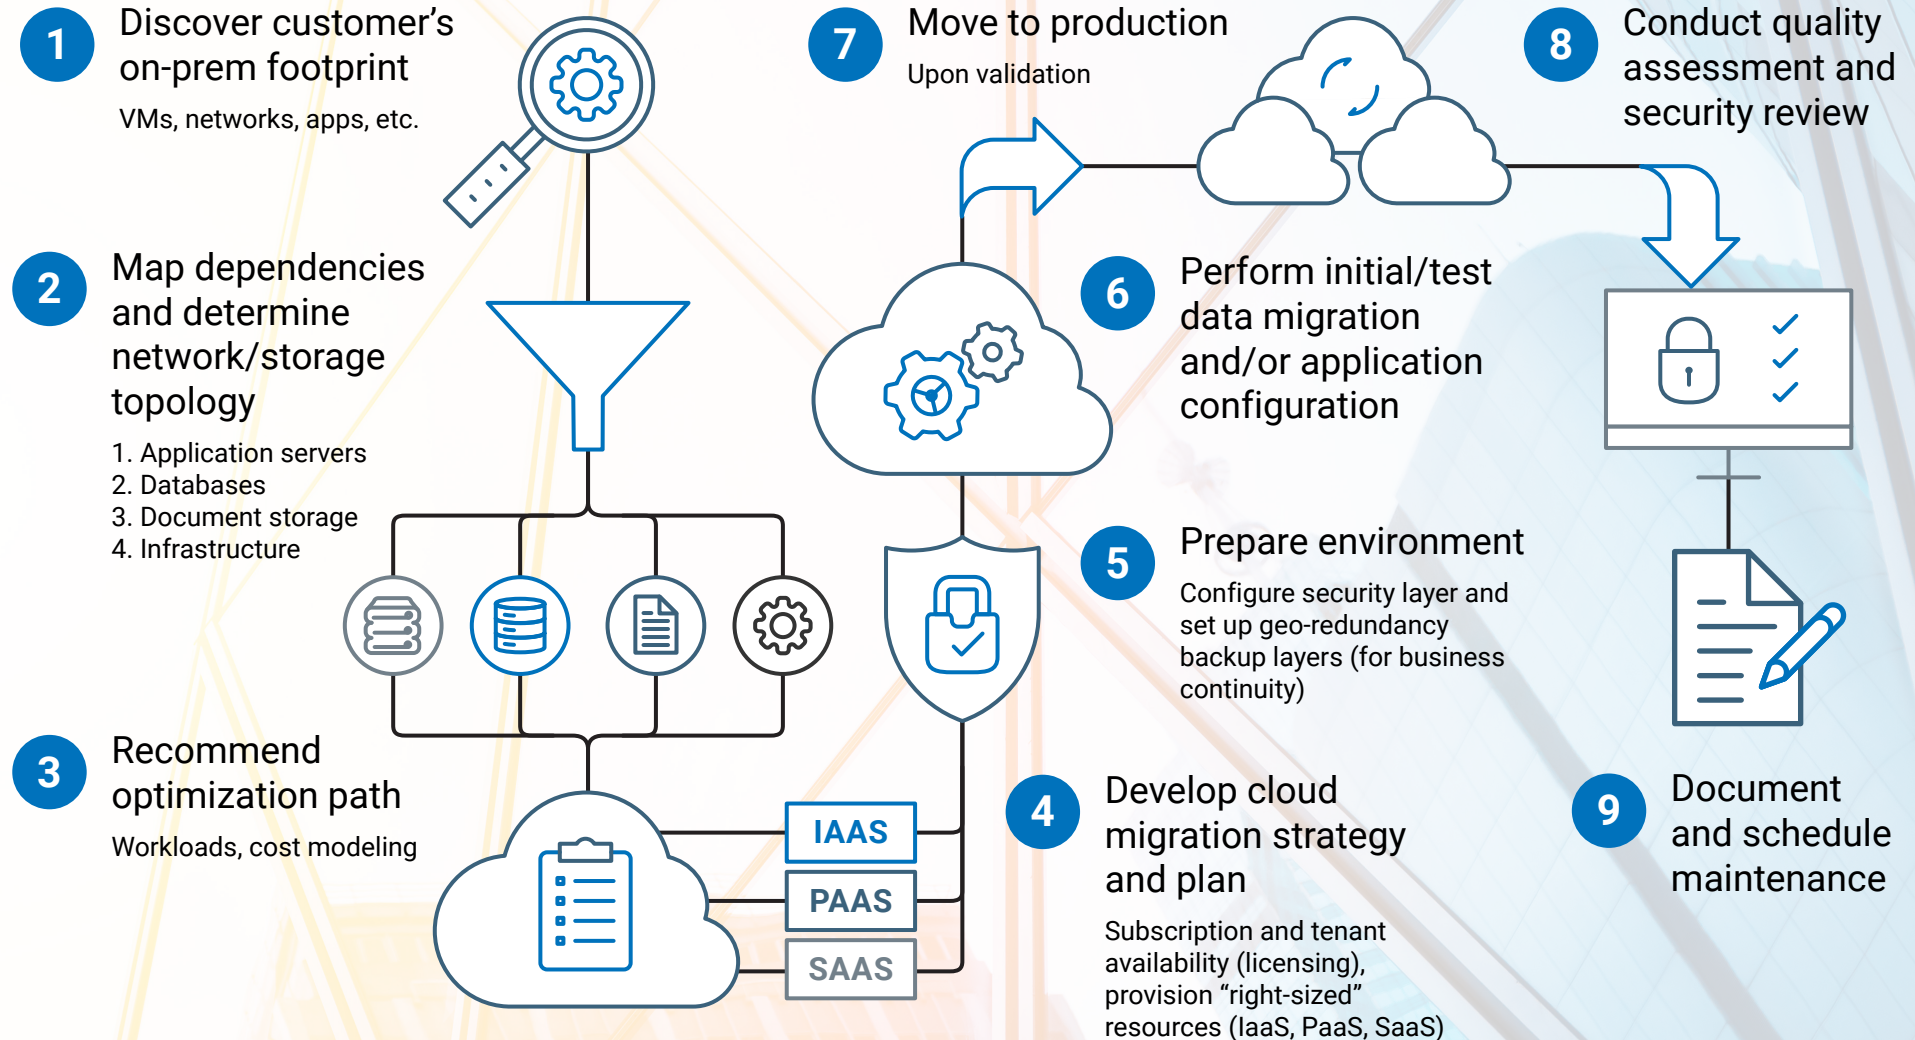 1
Discover customer’s
on-prem footprint
VMs, networks, apps, etc.
2
Map dependencies
and determine
network/storage
topology
1. Application servers
2. Databases
3. Document storage
4. Infrastructure
3
Recommend
optimization path
Workloads, cost modeling
IAAS
PAAS
SAAS
4
Develop cloud
migration strategy
and plan
Subscription and tenant
availability (licensing),
provision “right-sized”
resources (IaaS, PaaS, SaaS)
5
Prepare environment
Configure security layer and
set up geo-redundancy
backup layers (for business
continuity)
6
Perform initial/test
data migration
and/or application
configuration
7
Move to production
Upon validation
8
Conduct quality
assessment and
security review
9
Document
and schedule
maintenance